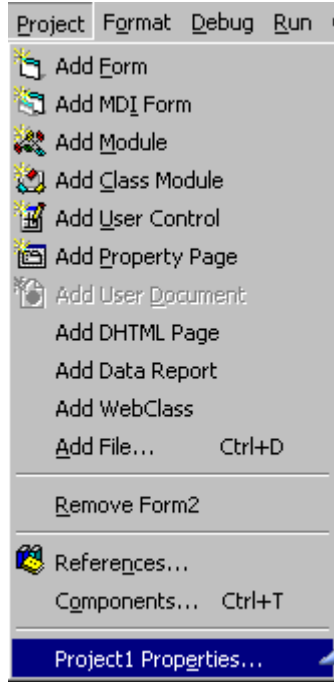 Project Format Debug Run
Add Form
Add MDI Form
Add Module
Add Class Module
Add User Control
Add Property Page
Add User Document
Add DHTML Page
Add Data Report
Add WebClass
Add File... Ctrl+D
Remove Form2
References...
Components... Ctrl+T
Project1 Properties...